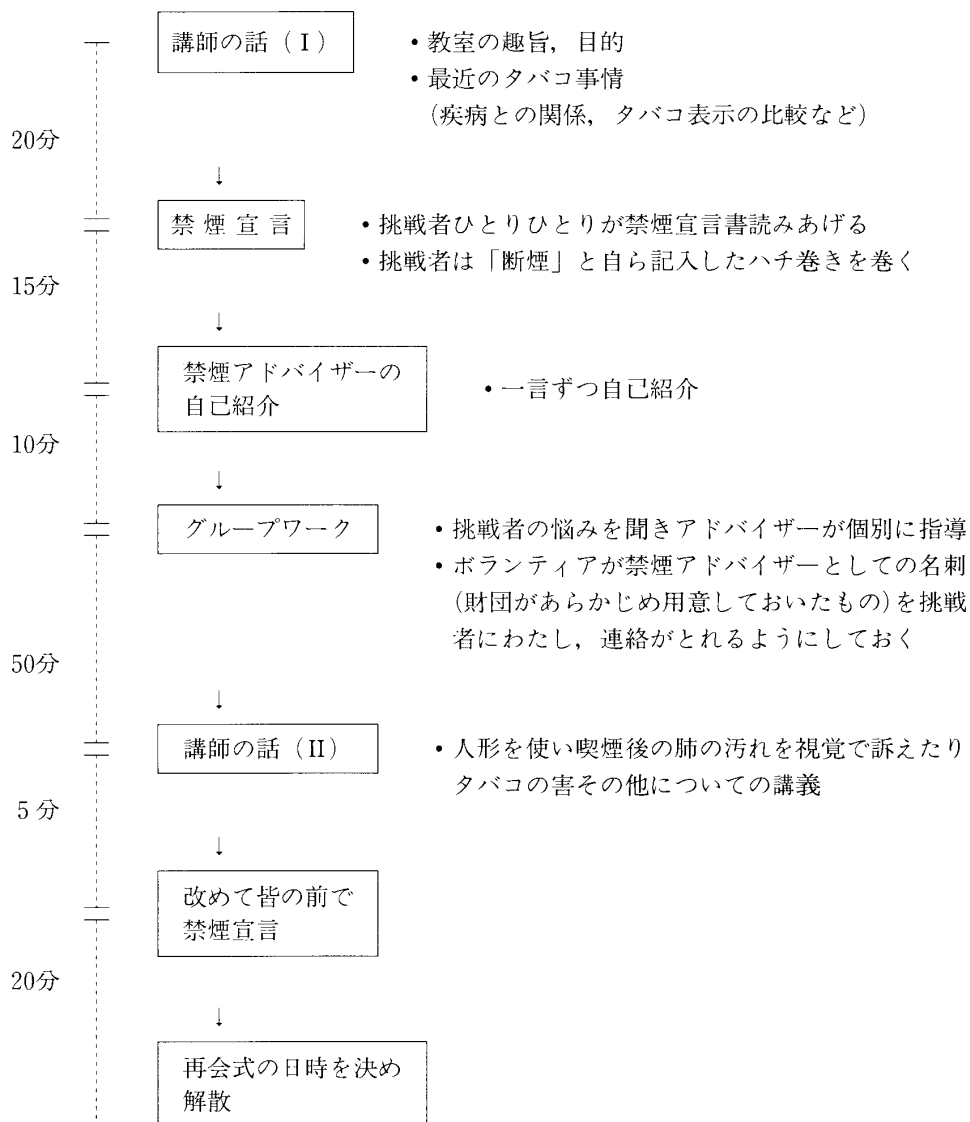 講師の話（Ⅰ）
・教室の趣旨，目的
・最近のタバコ事情
（疾病との関係，タバコ表示の比較など）
20分
↓
禁煙宣言
・挑戦者ひとりひとりが禁煙宣言書読みあげる
・挑戦者は「断煙」と自ら記入したハチ巻きを巻く
15分
↓
禁煙アドバイザーの
自己紹介
・一言ずつ自己紹介
10分
↓
グループワーク
・挑戦者の悩みを聞きアドバイザーが個別に指導
・ボランティアが禁煙アドバイザーとしての名刺
（財団があらかじめ用意しておいたもの）を挑戦
者にわたし，連絡がとれるようにしておく
50分
↓
講師の話（II）
・人形を使い喫煙後の肺の汚れを視覚で訴えたり
タバコの害その他についての講義
5分
↓
改めて皆の前で
禁煙宣言
20分
↓
再会式の日時を決め
解散